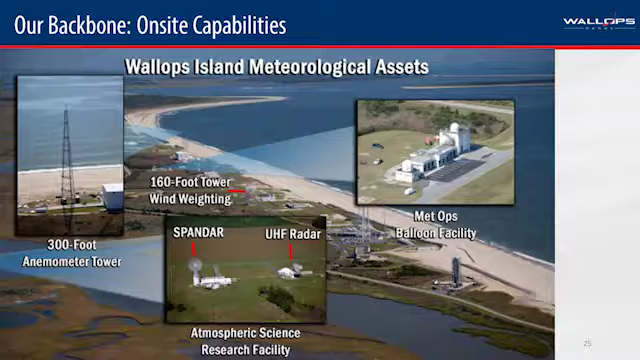 Our Backbone: Onsite Capabilities
WALLOPS
Wallops Island Meteorological Assets
160-Foot Tower
Wind Weighting
Met Ops
Balloon Facility
SPANDAR
UHF Radar
300-Foot
Anemometer Tower
Atmospheric Science
Research Facility
25